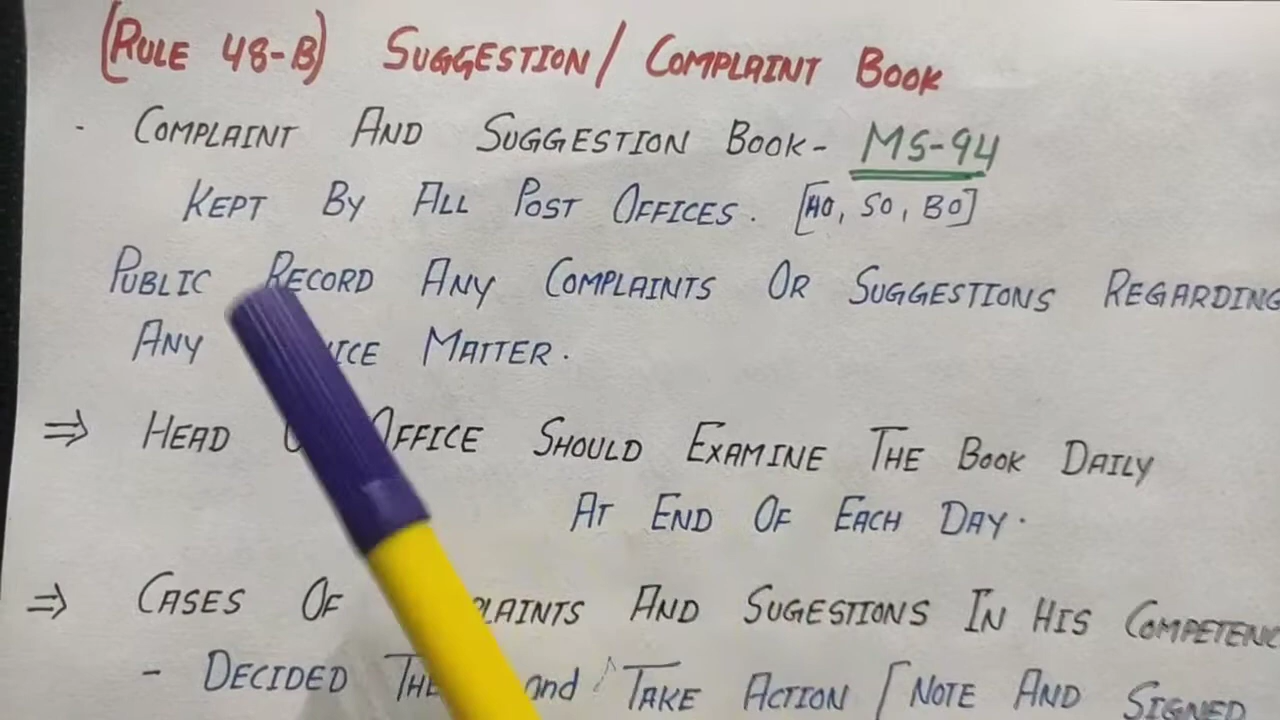 (RULE 48-B) SUGGESTION/ COMPLAINT BOOK
- COMPLAINT AND SUGGESTION BOOK- MS-94
KEPT BY ALL POST OFFICES. [HO, SO, BO]
PUBLIC RECORD ANY COMPLAINTS OR SUGGESTIONS REGARDING
ANY MATTER.
⇒ HEAD OFFICE SHOULD EXAMINE THE BOOK DAILY
AT END OF EACH DAY.
⇒ CASES OF AND SUGESTIONS IN HIS
- DECIDED and TAKE ACTION [NOTE AND SIGNED